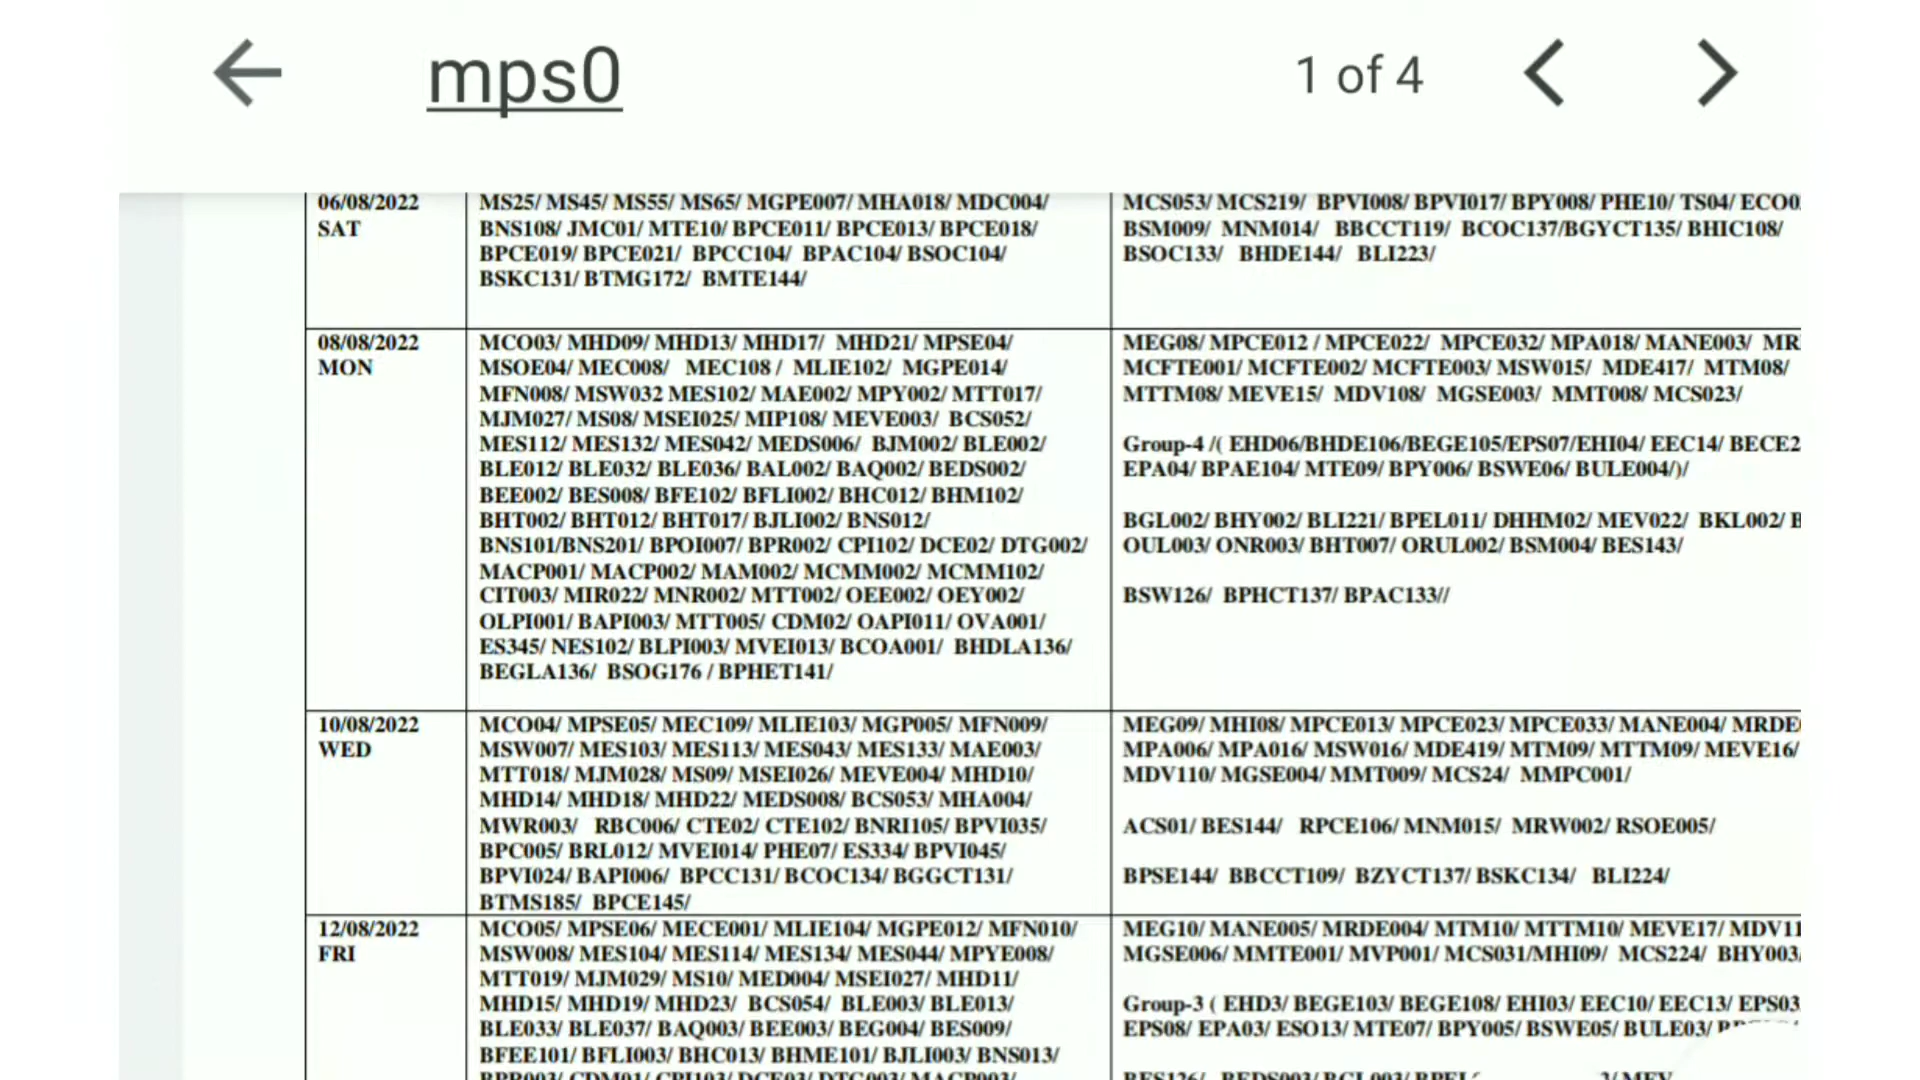 mps0
1 of 4
06/08/2022
SAT
MS25/ MS45/ MS55/ MS65/ MGPE007/ MHA018/ MDC004/
BNS108/ JMC01/ MTE10/ BPCE011/ BPCE013/ BPCE018/
BPCE019/ BPCE021/ BPCC104/ BPAC104/ BSOC104/
BSKC131/ BTMG172/ BMTE144/
MCS053/ MCS219/ BPVI008/ BPVI017/ BPY008/ PHE10/ TS04/ ECO0
BSM009/ MNM014/ BBCCT119/ BCOC137/BGYCT135/ BHIC108/
BSOC133/ BHDE144/ BLI223/
08/08/2022
MON
MCO03/ MHD09/ MHD13/ MHD17/ MHD21/ MPSE04/
MSOE04/ MEC008/ MEC108 / MLIE102/ MGPE014/
MFN008/ MSW032 MES102/ MAE002/ MPY002/ MTT017/
MJM027/ MS08/ MSEI025/ MIP108/ MEVE003/ BCS052/
MES112/ MES132/ MES042/ MEDS006/ BJM002/ BLE002/
BLE012/ BLE032/ BLE036/ BAL002/ BAQ002/ BEDS002/
BEE002/ BES008/ BFE102/ BFLI002/ BHC012/ BHM102/
BHT002/ BHT012/ BHT017/ BJLI002/ BNS012/
BNS101/BNS201/ BPOI007/ BPR002/ CPI102/ DCE02/ DTG002/
MACP001/ MACP002/ MAM002/ MCMM002/ MCMM102/
CIT003/ MIR022/ MNR002/ MTT002/ OEE002/ OEY002/
OLPI001/ BAPI003/ MTT005/ CDM02/ OAPI011/ OVA001/
ES345/ NES102/ BLPI003/ MVEI013/ BCOA001/ BHDLA136/
BEGLA136/ BSOG176 / BPHET141/
MEG08/ MPCE012 / MPCE022/ MPCE032/ MPA018/ MANE003/ MR
MCFTE001/ MCFTE002/ MCFTE003/ MSW015/ MDE417/ MTM08/
MTTM08/ MEVE15/ MDV108/ MGSE003/ MMT008/ MCS023/
Group-4 /( EHD06/BHDE106/BEGE105/EPS07/EHI04/ EEC14/ BECE2
EPA04/ BPAE104/ MTE09/ BPY006/ BSWE06/ BULE004/)/
BGL002/ BHY002/ BLI221/ BPEL011/ DHHM02/ MEV022/ BKL002/ B
OUL003/ ONR003/ BHT007/ ORUL002/ BSM004/ BES143/
BSW126/ BPHCT137/ BPAC133//
10/08/2022
WED
MCO04/ MPSE05/ MEC109/ MLIE103/ MGP005/ MFN009/
MSW007/ MES103/ MES113/ MES043/ MES133/ MAE003/
MTT018/ MJM028/ MS09/ MSEI026/ MEVE004/ MHD10/
MHD14/ MHD18/ MHD22/ MEDS008/ BCS053/ MHA004/
MWR003/ RBC006/ CTE02/ CTE102/ BNRI105/ BPVI035/
BPC005/ BRL012/ MVEI014/ PHE07/ ES334/ BPVI045/
BPVI024/ BAPI006/ BPCC131/ BCOC134/ BGGCT131/
BTMS185/ BPCE145/
MEG09/ MHI08/ MPCE013/ MPCE023/ MPCE033/ MANE004/ MRDE
MPA006/ MPA016/ MSW016/ MDE419/ MTM09/ MTTM09/ MEVE16/
MDV110/ MGSE004/ MMT009/ MCS24/ MMPC001/
ACS01/ BES144/ RPCE106/ MNM015/ MRW002/ RSOE005/
BPSE144/ BBCCT109/ BZYCT137/ BSKC134/ BLI224/
12/08/2022
FRI
MCO05/ MPSE06/ MECE001/ MLIE104/ MGPE012/ MFN010/
MSW008/ MES104/ MES114/ MES134/ MES044/ MPYE008/
MTT019/ MJM029/ MS10/ MED004/ MSEI027/ MHD11/
MHD15/ MHD19/ MHD23/ BCS054/ BLE003/ BLE013/
BLE033/ BLE037/ BAQ003/ BEE003/ BEG004/ BES009/
BFEE101/ BFLI003/ BHC013/ BHME101/ BJLI003/ BNS013/
MEG10/ MANE005/ MRDE004/ MTM10/ MTTM10/ MEVE17/ MDV11
MGSE006/ MMTE001/ MVP001/ MCS031/MHI09/ MCS224/ BHY003/
Group-3 ( EHD3/ BEGE103/ BEGE108/ EHI03/ EEC10/ EEC13/ EPS03
EPS08/ EPA03/ ESO13/ MTE07/ BPY005/ BSWE05/ BULE03/